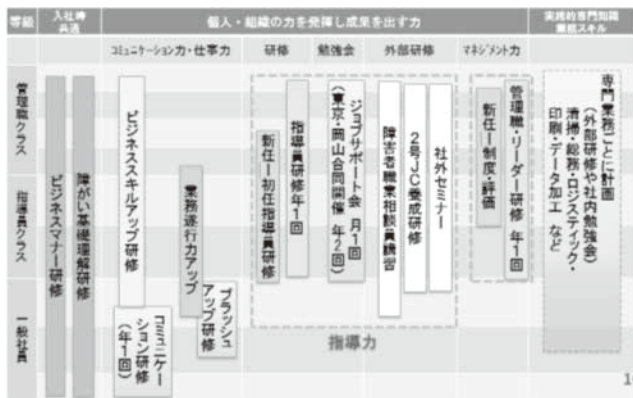 等級
入社時
共通
個人・組織の力を発揮し成果を出す力
実践的専門知識
業務スキル
コミュニケーション力・仕事力
研修
勉強会
外部研修
マネジメント力
管理職クラス
指導員クラス
一般社員
ビジネスマナー研修
障がい基礎理解研修
ビジネススキルアップ研修
コミュニケー
ション研修
(年1回)
業務遂行力アップ
ブラッシュ
アップ研修
新任ー初任指導員研修
指導員研修年1回
ジョブサポート会 月1回
(東京・岡山合同開催 年2回)
障害者職業相談員講習
2号JC養成研修
社外セミナー
指導力
新任ー制度・評価
管理職・リーダー研修 年1回
専門業務ごとに計画
(外部研修や社内勉強会)
清掃・総務・ロジスティック・
印刷・データ加工 など